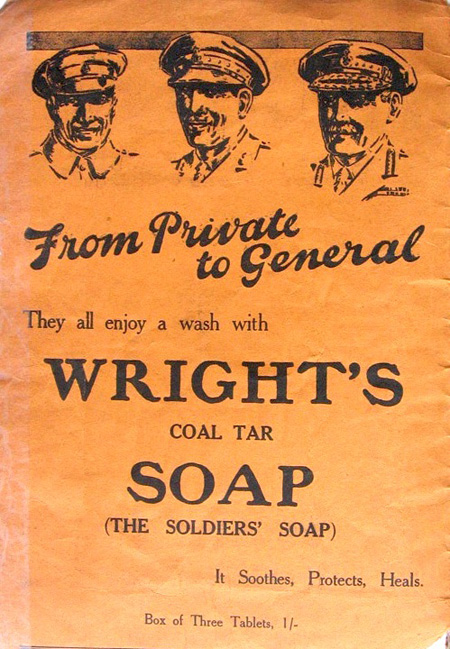 From Private
to General
They all enjoy a wash with
WRIGHT'S
COAL TAR
SOAP
(THE SOLDIERS' SOAP)
It Soothes, Protects, Heals.
Box of Three Tablets, 1/-